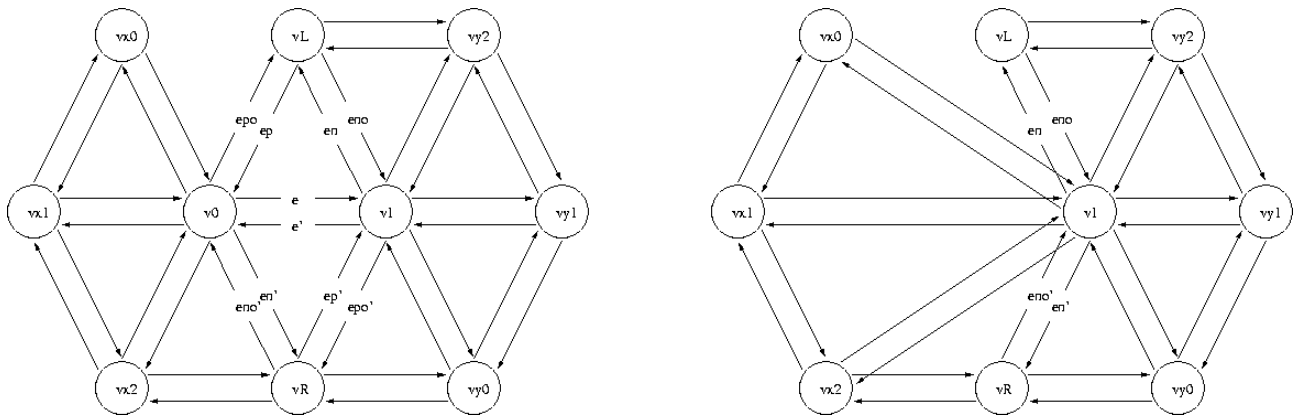 vx0 vL vy2 vx0 vL vy2
epo eno eno
ep en en
vx1 v0 e v1 vy1 vx1 v1 vy1
e'
en' ep' eno'
eno' epo' en'
vx2 vR vy0 vx2 vR vy0